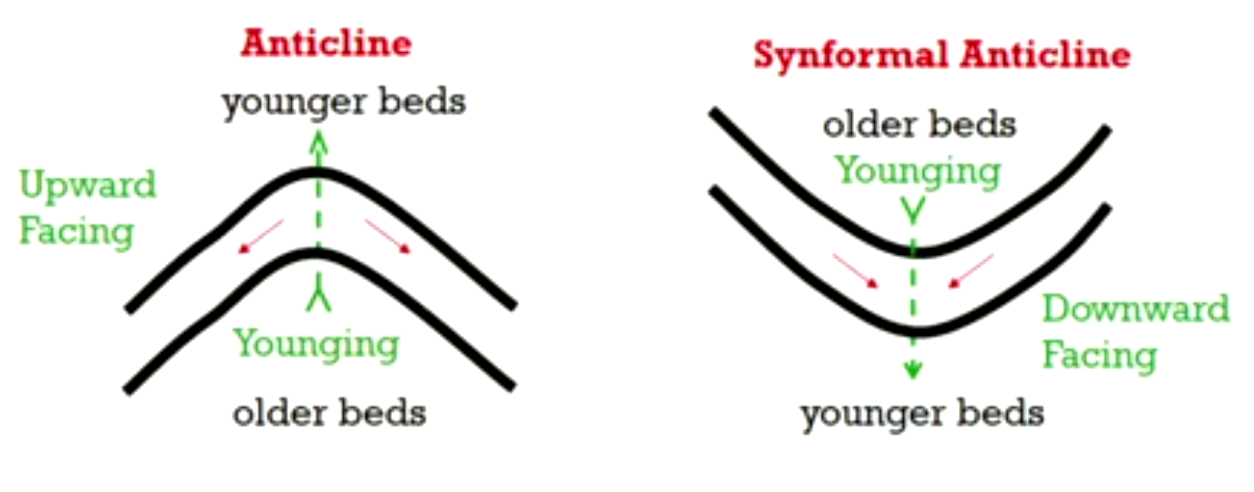 Anticline
younger beds
Upward
Facing
Younging
older beds
Synformal Anticline
older beds
Younging
Downward
Facing
younger beds